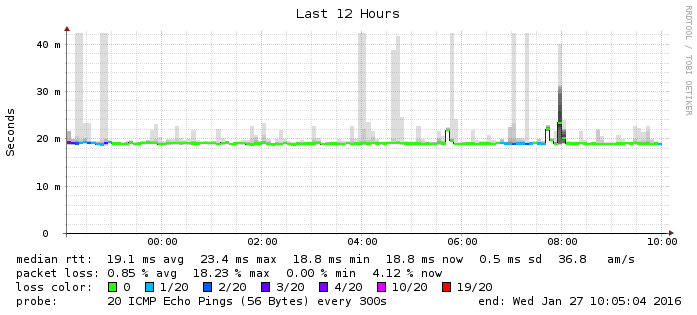 Last 12 Hours
RRDTOOL / TOBI OETIKER
Seconds
40 m
30 m
20 m
10 m
0
00:00 02:00 04:00 06:00 08:00 10:00
median rtt: 19.1 ms avg 23.4 ms max 18.8 ms min 18.8 ms now 0.5 ms sd 36.8 am/s
packet loss: 0.85 % avg 18.23 % max 0.00 % min 4.12 % now
loss color: 0 1/20 2/20 3/20 4/20 10/20 19/20
probe: 20 ICMP Echo Pings (56 Bytes) every 300s end: Wed Jan 27 10:05:04 2016